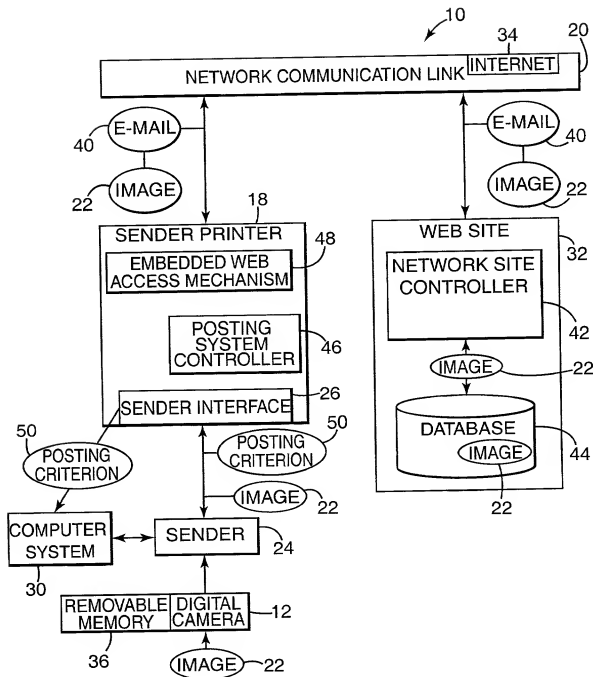 10
34
20
INTERNET
NETWORK COMMUNICATION LINK
E-MAIL
40
IMAGE
22
E-MAIL
40
IMAGE
22
18
SENDER PRINTER
EMBEDDED WEB
ACCESS MECHANISM
48
POSTING
SYSTEM
CONTROLLER
46
26
SENDER INTERFACE
WEB SITE
32
NETWORK SITE
CONTROLLER
42
IMAGE
22
DATABASE
IMAGE
44
22
50
POSTING
CRITERION
POSTING
CRITERION
50
IMAGE
22
COMPUTER
SYSTEM
30
SENDER
24
REMOVABLE
MEMORY
36
DIGITAL
CAMERA
12
IMAGE
22